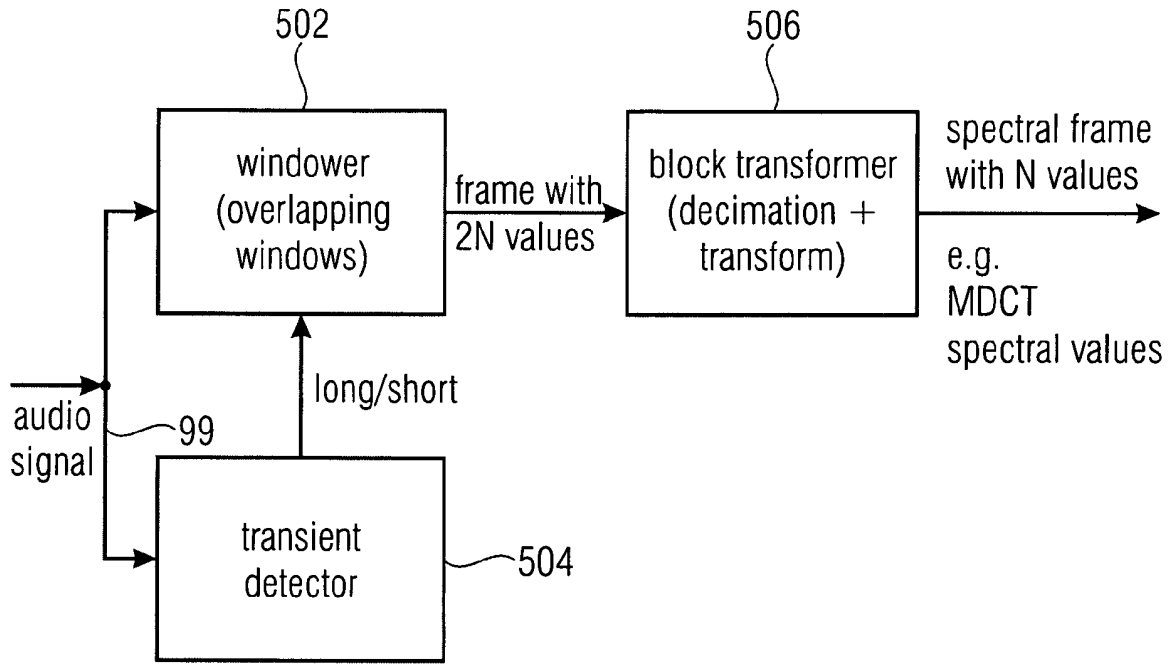 502
506
windower
(overlapping
windows)
frame with
2N values
block transformer
(decimation +
transform)
spectral frame
with N values
e.g.
MDCT
spectral values
long/short
audio
signal
99
transient
detector
504